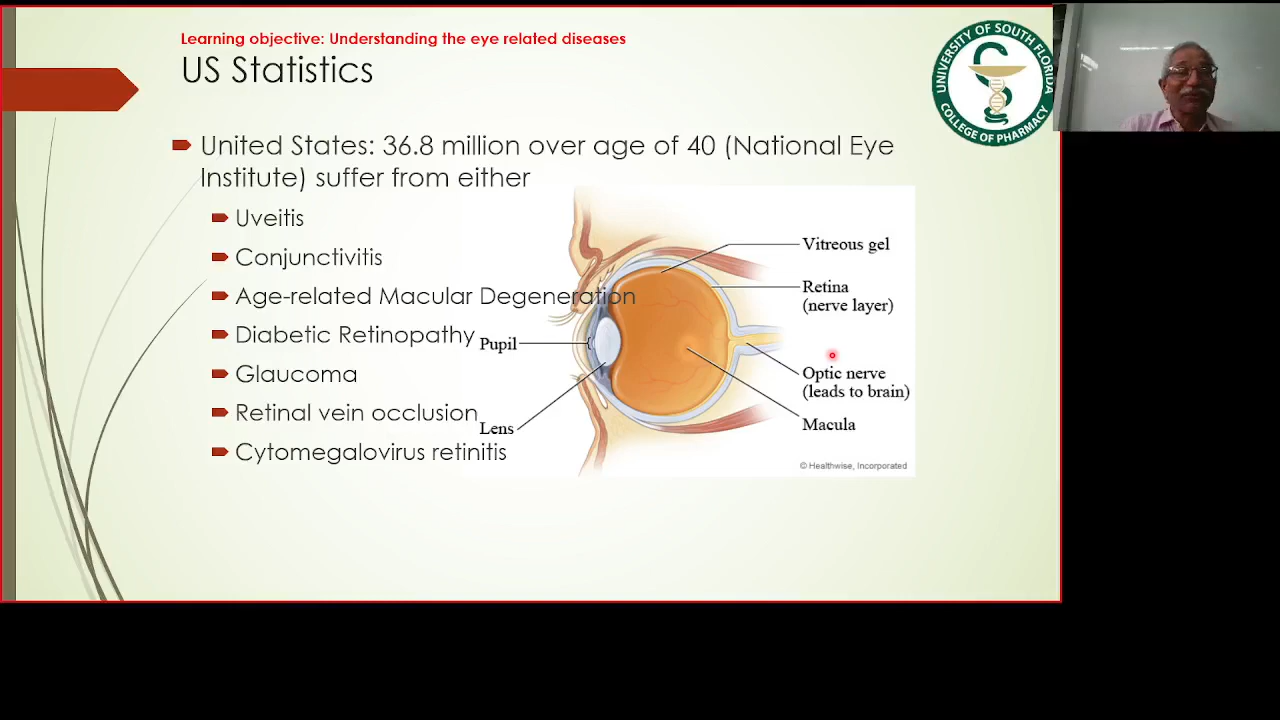 Learning objective: Understanding the eye related diseases
US Statistics
United States: 36.8 million over age of 40 (National Eye
Institute) suffer from either
Uveitis
Conjunctivitis
Age-related Macular Degeneration
Diabetic Retinopathy
Glaucoma
Retinal vein occlusion
Cytomegalovirus retinitis
Vitreous gel
Retina
(nerve layer)
Pupil
Optic nerve
(leads to brain)
Macula
Lens
© Healthwise, Incorporated
UNIVERSITY OF SOUTH FLORIDA
COLLEGE OF PHARMACY